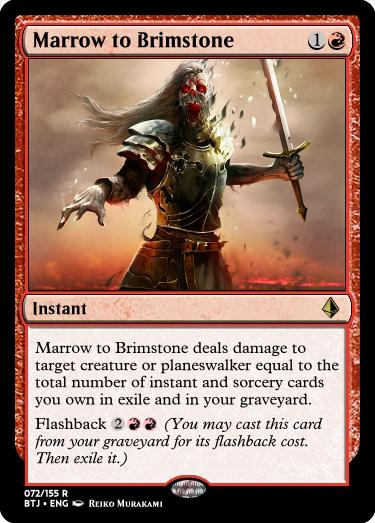 Marrow to Brimstone 1
Instant
Marrow to Brimstone deals damage to
target creature or planeswalker equal to the
total number of instant and sorcery cards
you own in exile and in your graveyard.
Flashback 2 (You may cast this
card from your graveyard for its flashback cost.
Then exile it.)
072/155 R
BTJ • ENG Reiko Murakami